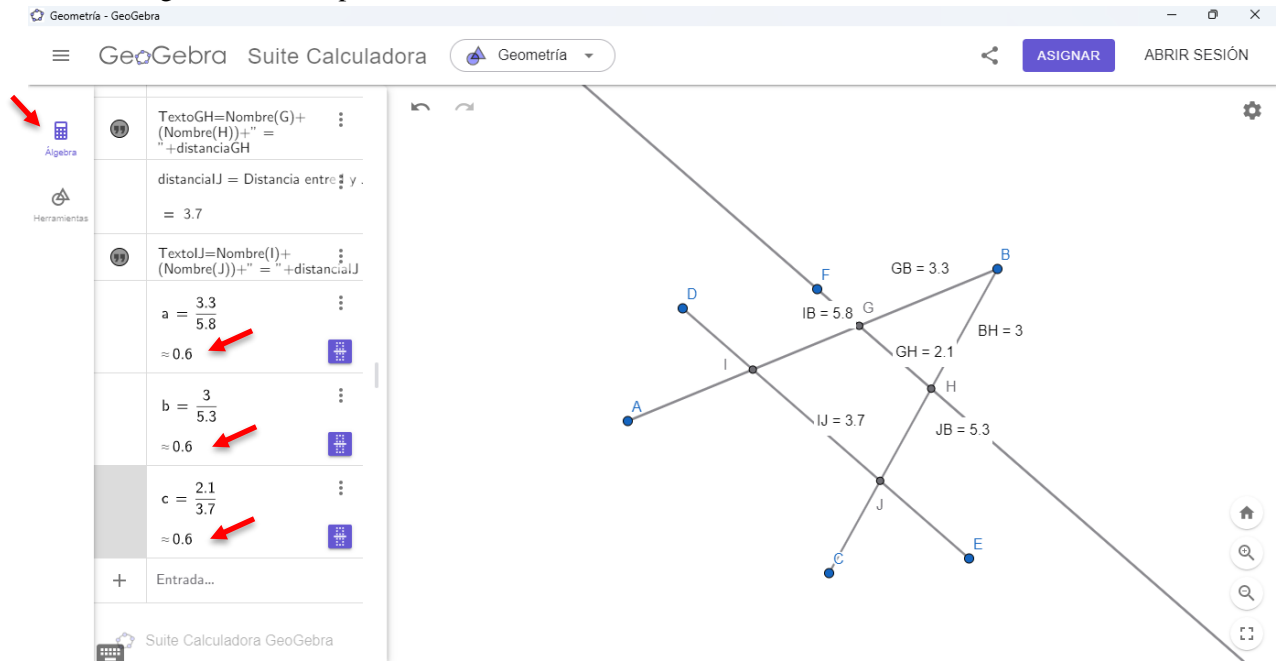 Geometría - GeoGebra
GeoGebra Suite Calculadora Geometría ASIGNAR ABRIR SESIÓN
Álgebra
Herramientas
TextoGH=Nombre(G)+
(Nombre(H))+" =
"+distanciaGH
distanciaIJ = Distancia entre y .
= 3.7
TextoIJ=Nombre(I)+
(Nombre(J))+" = "+distanciaIJ
a = 3.3/5.8
≈ 0.6
b = 3/5.3
≈ 0.6
c = 2.1/3.7
≈ 0.6
+ Entrada...
Suite Calculadora GeoGebra
B
GB = 3.3
F
D
IB = 5.8
G
BH = 3
GH = 2.1
I
H
A
IJ = 3.7
JB = 5.3
J
E
C